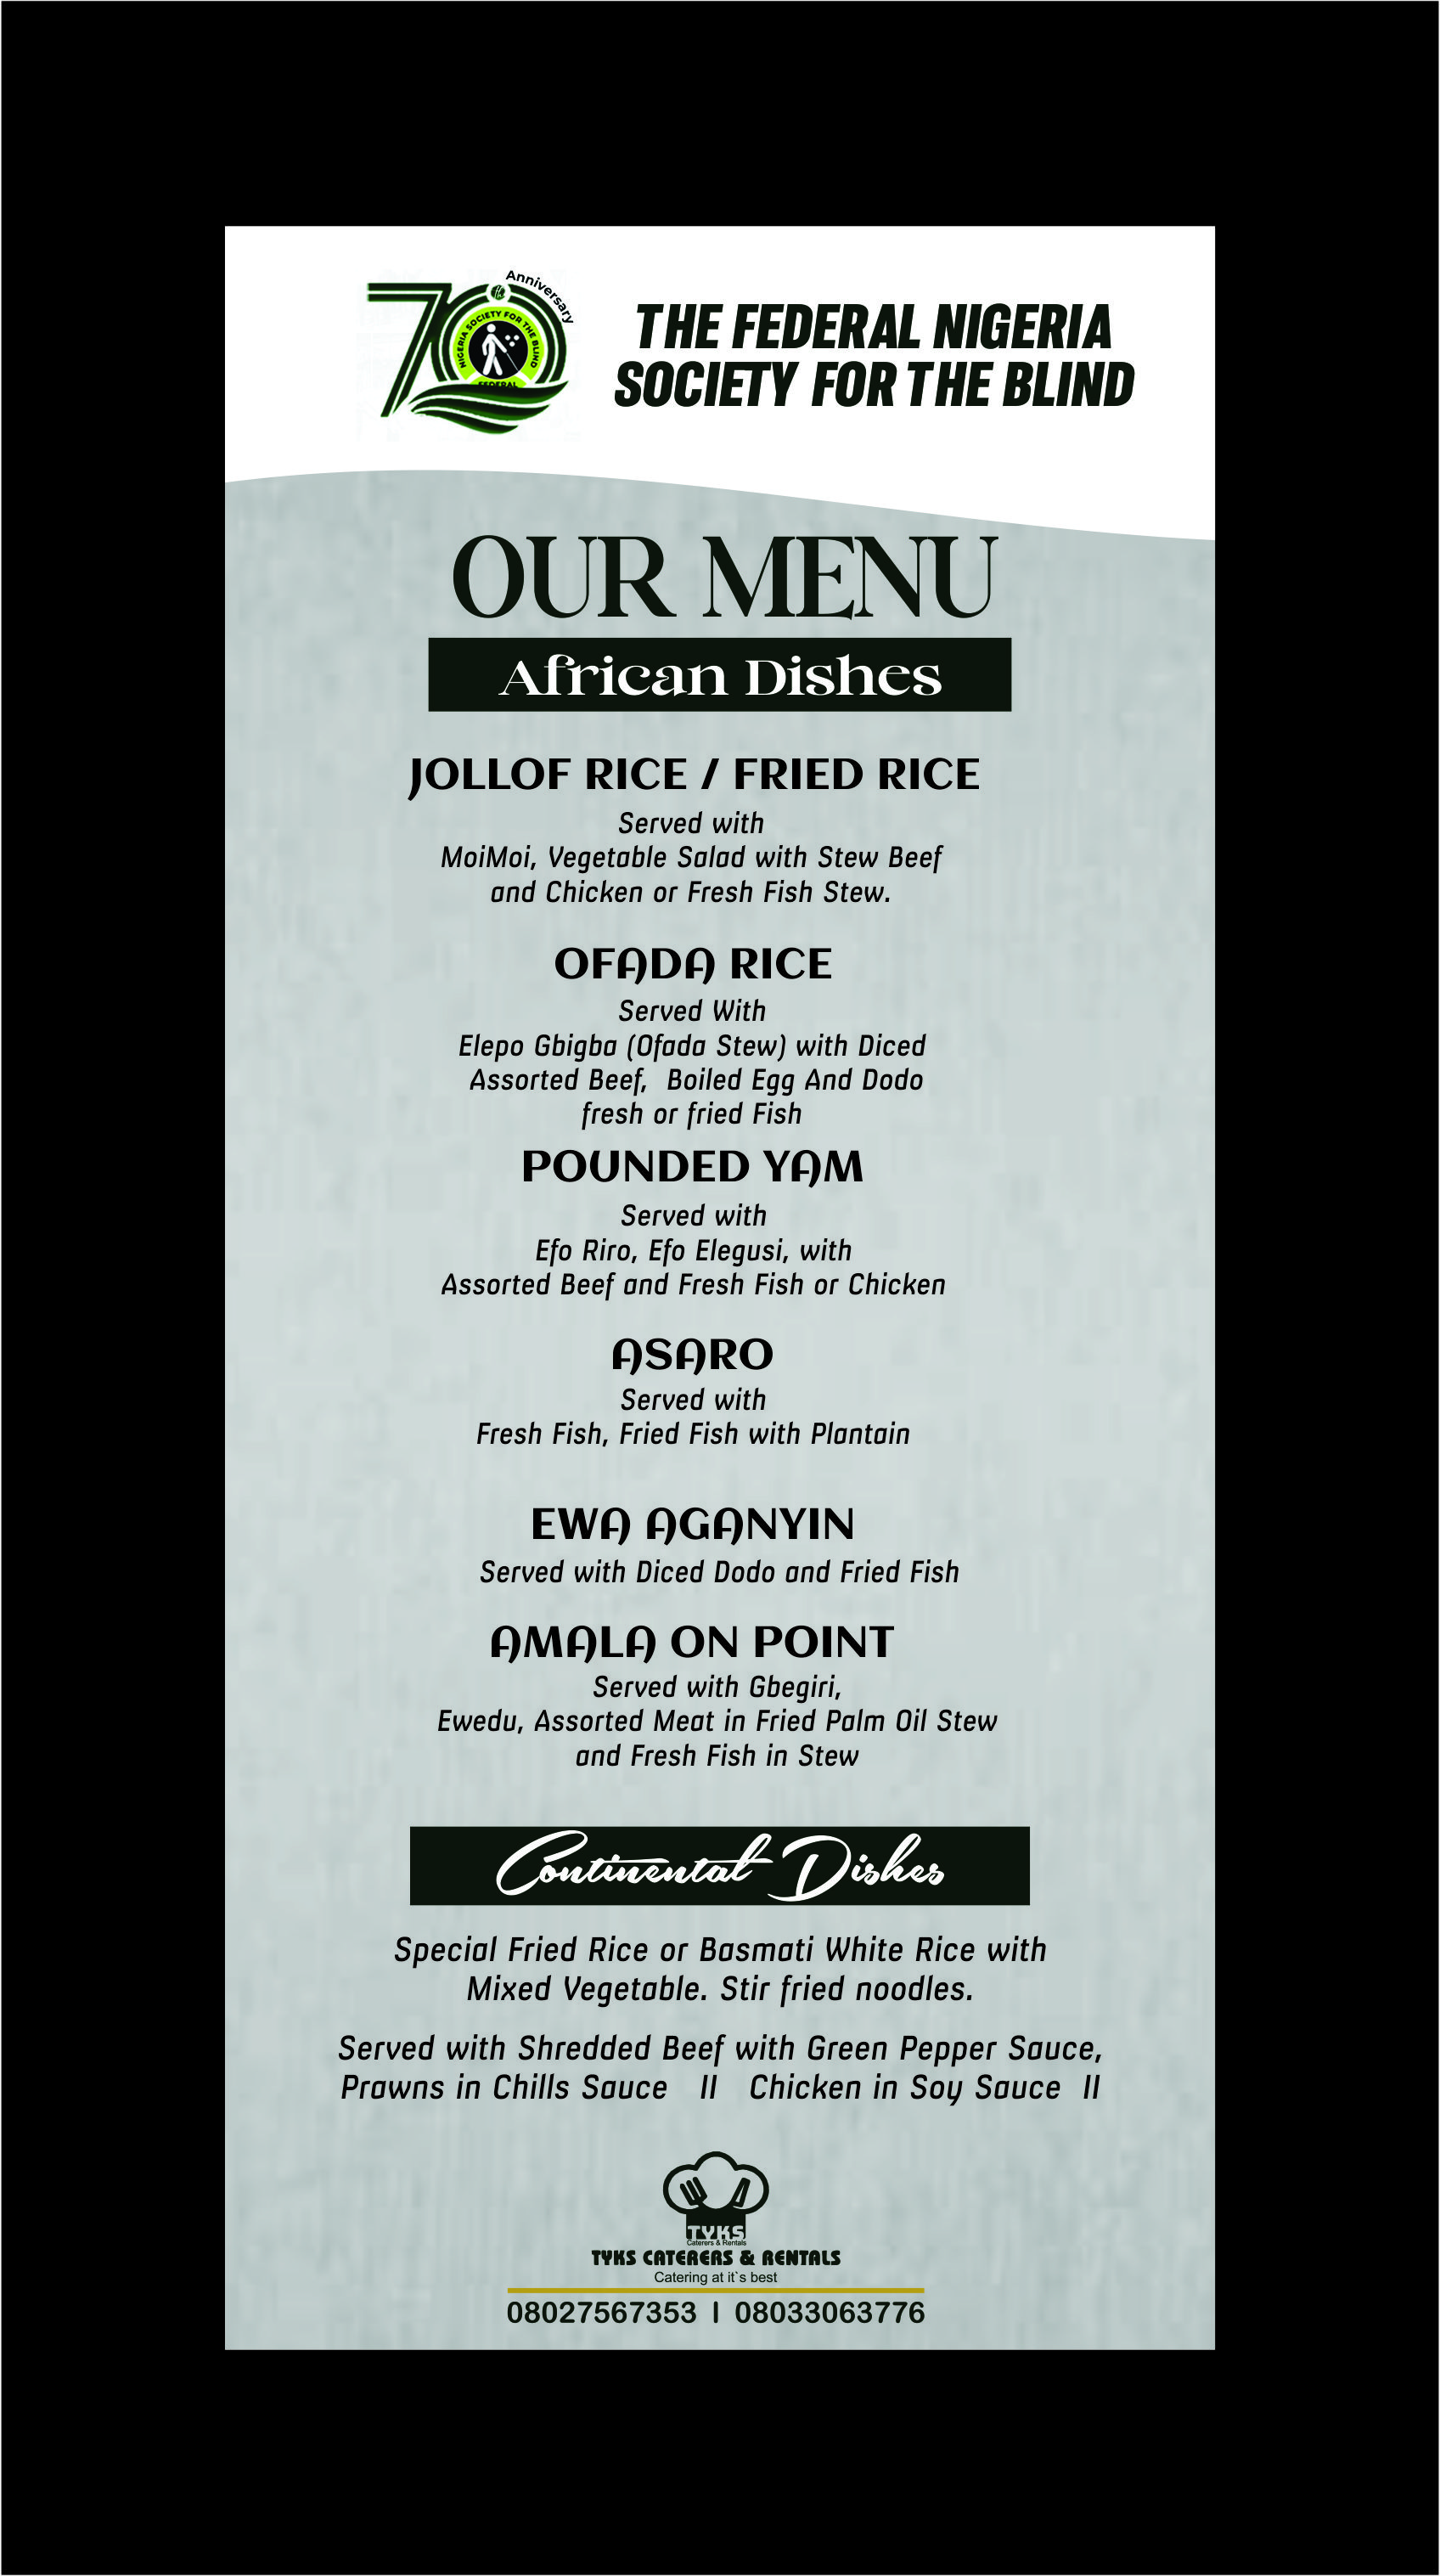 70
th
Anniversary
NIGERIA SOCIETY FOR THE BLIND
FEDERAL
THE FEDERAL NIGERIA
SOCIETY FOR THE BLIND
OUR MENU
African Dishes
JOLLOF RICE / FRIED RICE
Served with
MoiMoi, Vegetable Salad with Stew Beef
and Chicken or Fresh Fish Stew.
OFADA RICE
Served With
Elepo Gbigba (Ofada Stew) with Diced
Assorted Beef, Boiled Egg And Dodo
fresh or fried Fish
POUNDED YAM
Served with
Efo Riro, Efo Elegusi, with
Assorted Beef and Fresh Fish or Chicken
ASARO
Served with
Fresh Fish, Fried Fish with Plantain
EWA AGANYIN
Served with Diced Dodo and Fried Fish
AMALA ON POINT
Served with Gbegiri,
Ewedu, Assorted Meat in Fried Palm Oil Stew
and Fresh Fish in Stew
Continental Dishes
Special Fried Rice or Basmati White Rice with
Mixed Vegetable. Stir fried noodles.
Served with Shredded Beef with Green Pepper Sauce,
Prawns in Chills Sauce II Chicken in Soy Sauce II
TYKS
Caterers & Rentals
TYKS CATERERS & RENTALS
Catering at it`s best
08027567353 I 08033063776